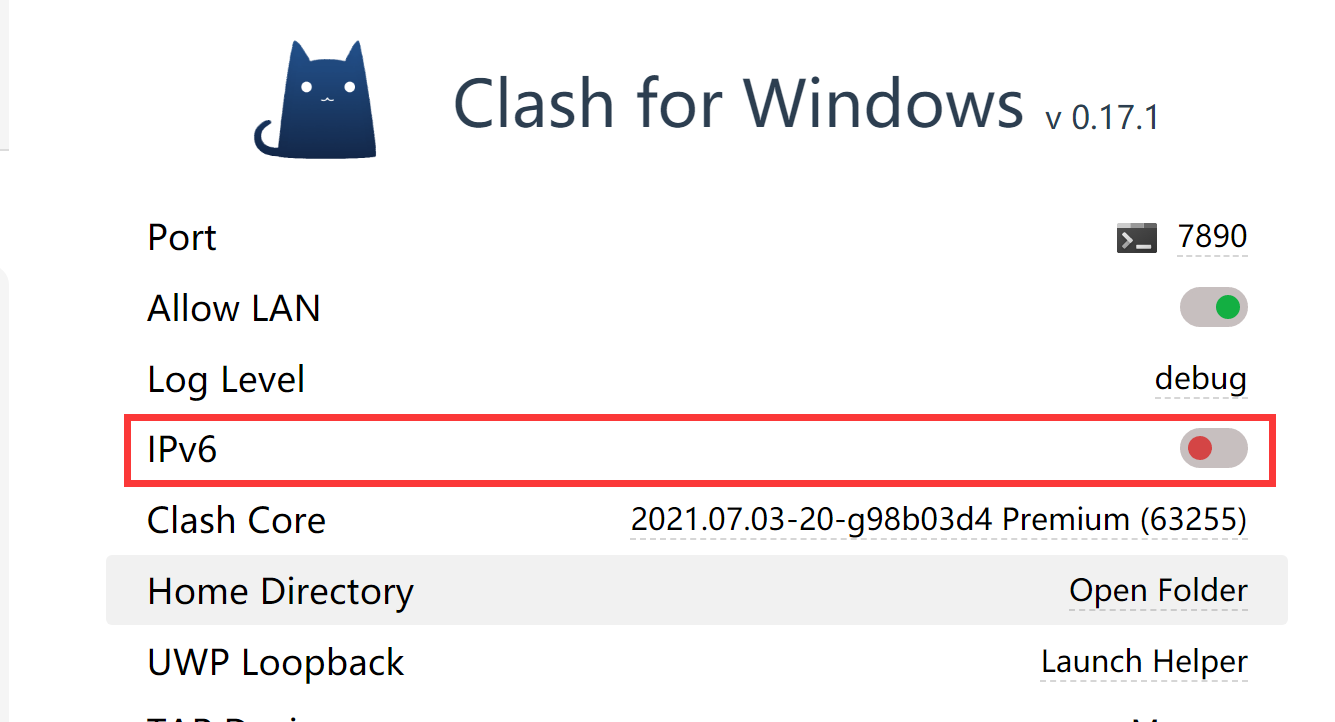 Clash for Windows v 0.17.1
Port 7890
Allow LAN
Log Level debug
IPv6
Clash Core 2021.07.03-20-g98b03d4 Premium (63255)
Home Directory Open Folder
UWP Loopback Launch Helper